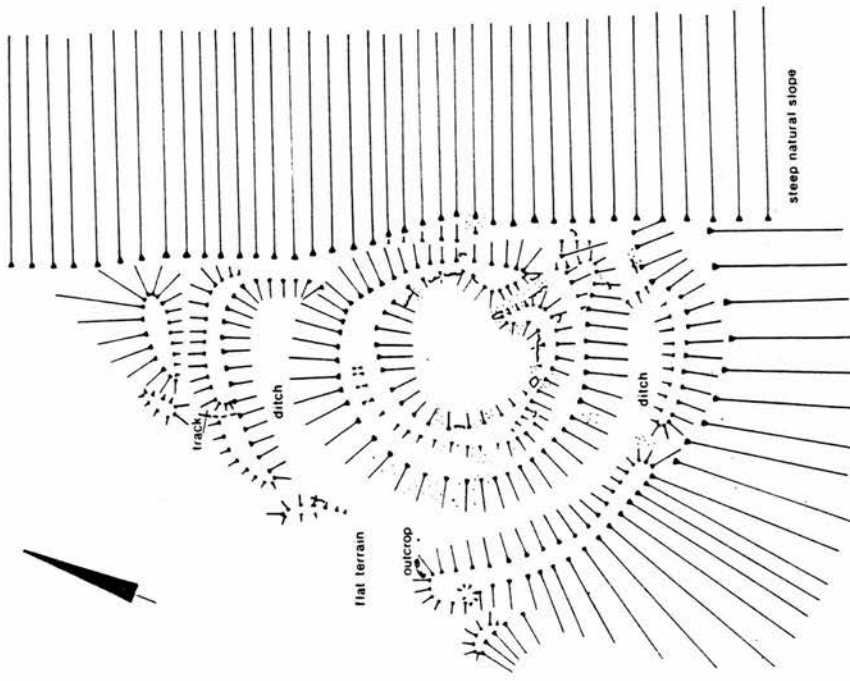 track
ditch
flat terrain
outcrop
ditch
steep natural slope